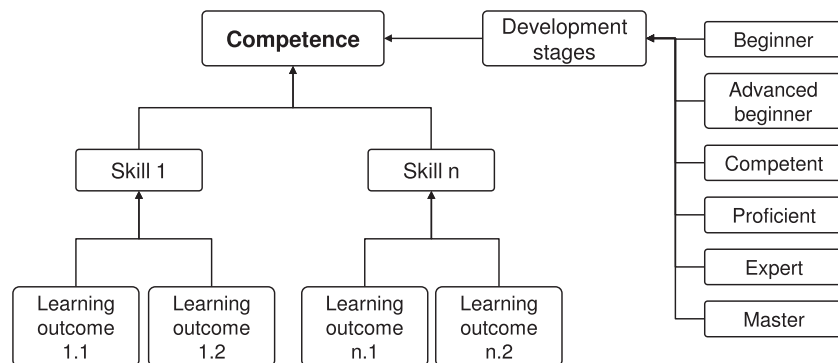 Competence
Development
stages
Beginner
Advanced
beginner
Competent
Proficient
Expert
Master
Skill 1
Skill n
Learning
outcome
1.1
Learning
outcome
1.2
Learning
outcome
n.1
Learning
outcome
n.2